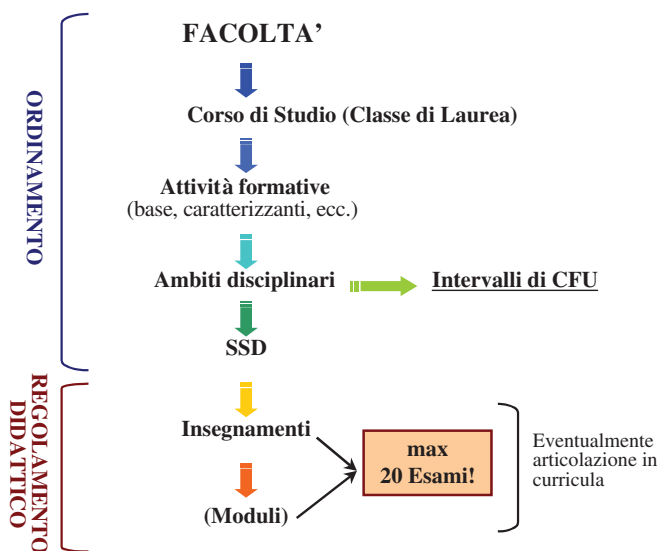 FACOLTA’
Corso di Studio (Classe di Laurea)
Attività formative
(base, caratterizzanti, ecc.)
Ambiti disciplinari
Intervalli di CFU
SSD
ORDINAMENTO
Insegnamenti
(Moduli)
max
20 Esami!
Eventualmente
articolazione in
curricula
REGOLAMENTO
DIDATTICO